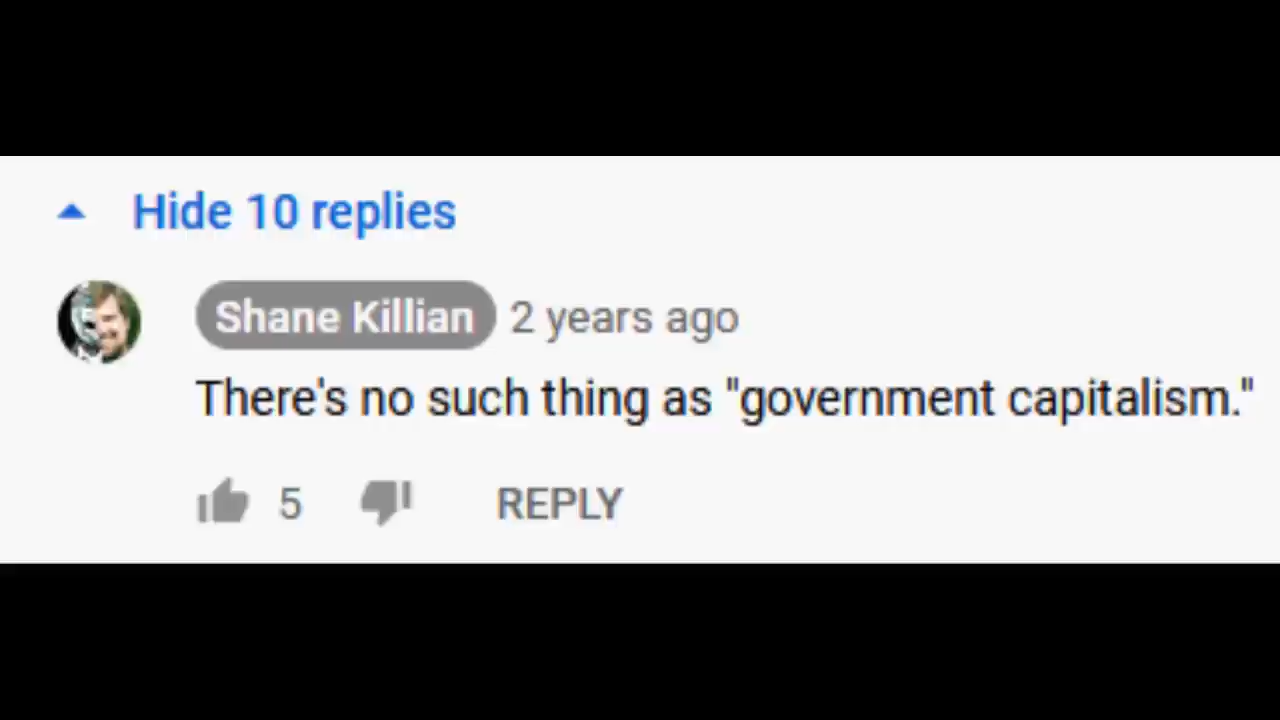 Hide 10 replies
Shane Killian 2 years ago
There's no such thing as "government capitalism."
5 REPLY